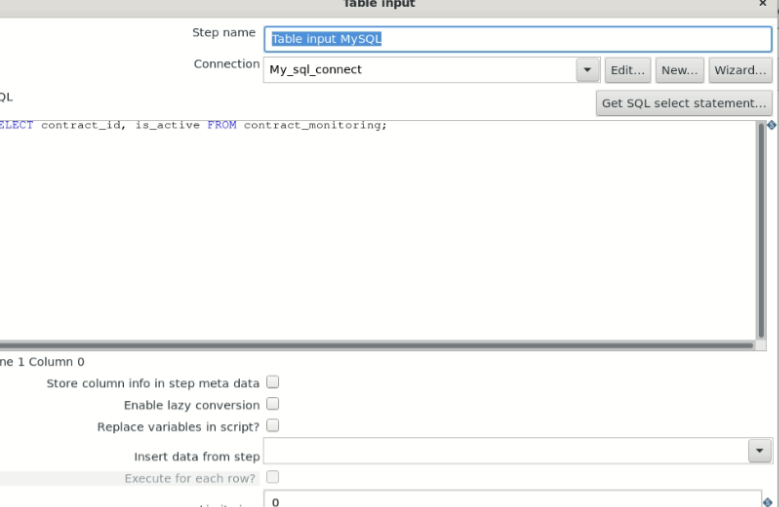 Table input
Step name Table input MySQL
Connection My_sql_connect Edit... New... Wizard...
QL
Get SQL select statement...
ELECT contract_id, is_active FROM contract_monitoring;
ne 1 Column 0
Store column info in step meta data
Enable lazy conversion
Replace variables in script?
Insert data from step
Execute for each row?
0